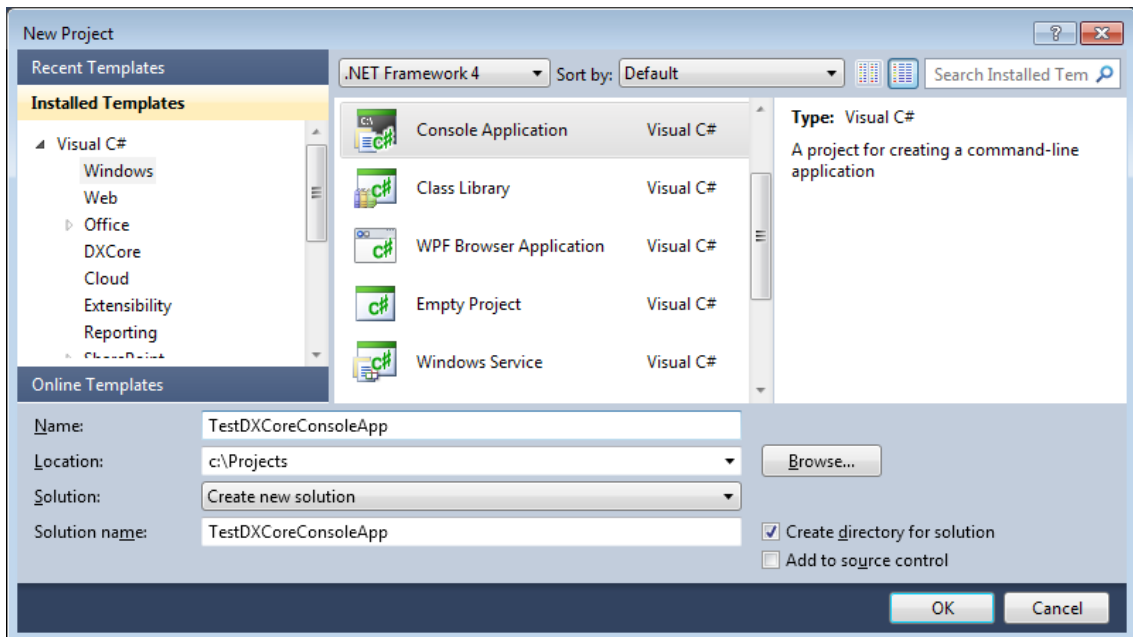 New Project
Recent Templates
Installed Templates
Visual C#
Windows
Web
Office
DXCore
Cloud
Extensibility
Reporting
SharePoint
Online Templates
.NET Framework 4 Sort by: Default Search Installed Tem
Console Application Visual C#
Class Library Visual C#
WPF Browser Application Visual C#
Empty Project Visual C#
Windows Service Visual C#
Type: Visual C#
A project for creating a command-line
application
Name: TestDXCoreConsoleApp
Location: c:\Projects Browse...
Solution: Create new solution
Solution name: TestDXCoreConsoleApp Create directory for solution
Add to source control
OK Cancel